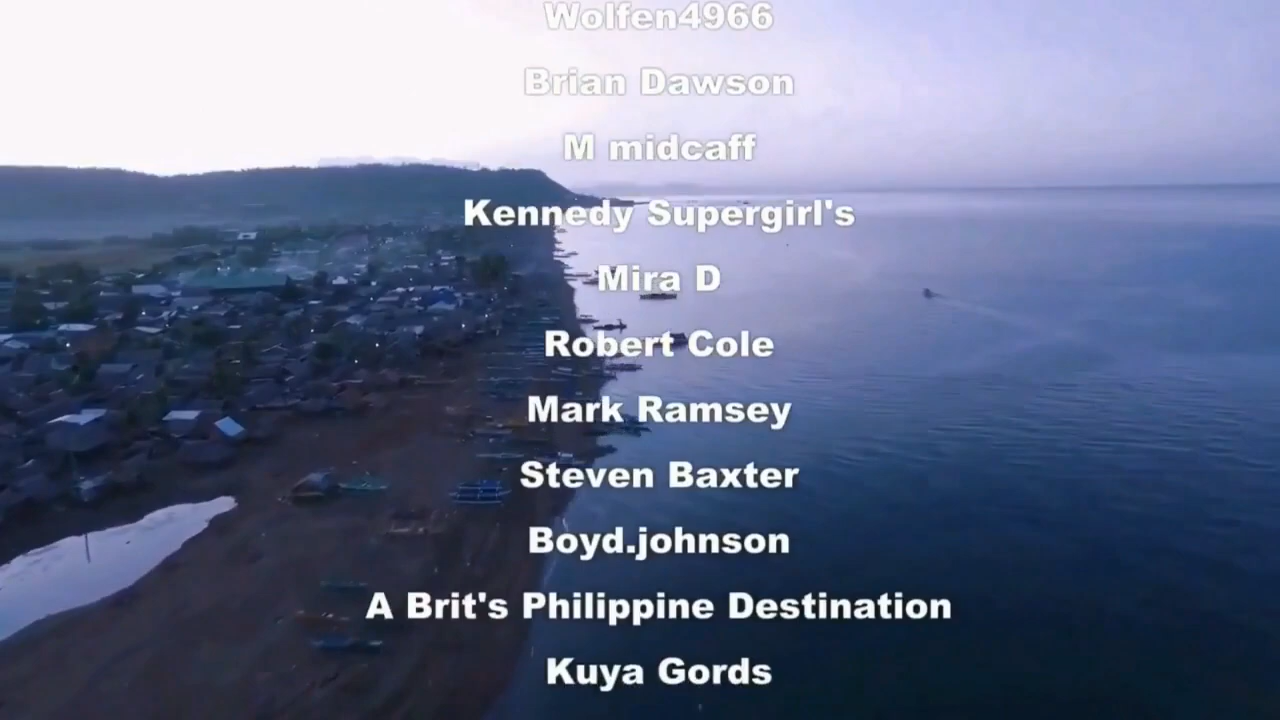 Wolfen4966
Brian Dawson
M midcaff
Kennedy Supergirl's
Mira D
Robert Cole
Mark Ramsey
Steven Baxter
Boyd.johnson
A Brit's Philippine Destination
Kuya Gords